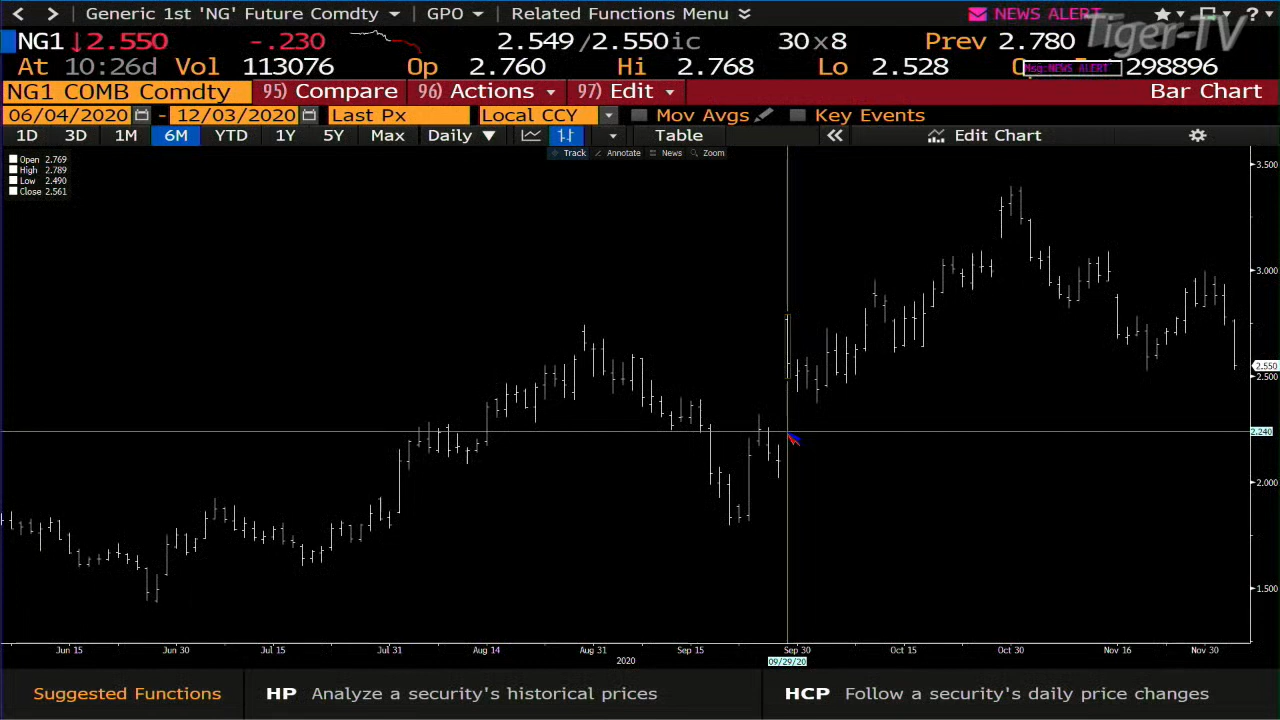 < > Generic 1st 'NG' Future Comdty GPO Related Functions Menu NEWS ALERT ?
Tiger-TV
NG1 ↓2.550 -.230 2.549/2.550ic 30x8 Prev 2.780
At 10:26d Vol 113076 Op 2.760 Hi 2.768 Lo 2.528 298896
Msg:NEWS ALERT
NG1 COMB Comdty 95) Compare 96) Actions 97) Edit Bar Chart
06/04/2020 - 12/03/2020 Last Px Local CCY Mov Avgs Key Events
1D 3D 1M 6M YTD 1Y 5Y Max Daily ▼ Table « Edit Chart
Track Annotate News Zoom
Open 2.769
High 2.789
Low 2.490
Close 2.561
3.500
3.000
2.550
2.500
2.240
2.000
1.500
Jun 15 Jun 30 Jul 15 Jul 31 Aug 14 Aug 31 Sep 15 Sep 30 Oct 15 Oct 30 Nov 16 Nov 30
2020 09/29/20
Suggested Functions HP Analyze a security's historical prices HCP Follow a security's daily price changes